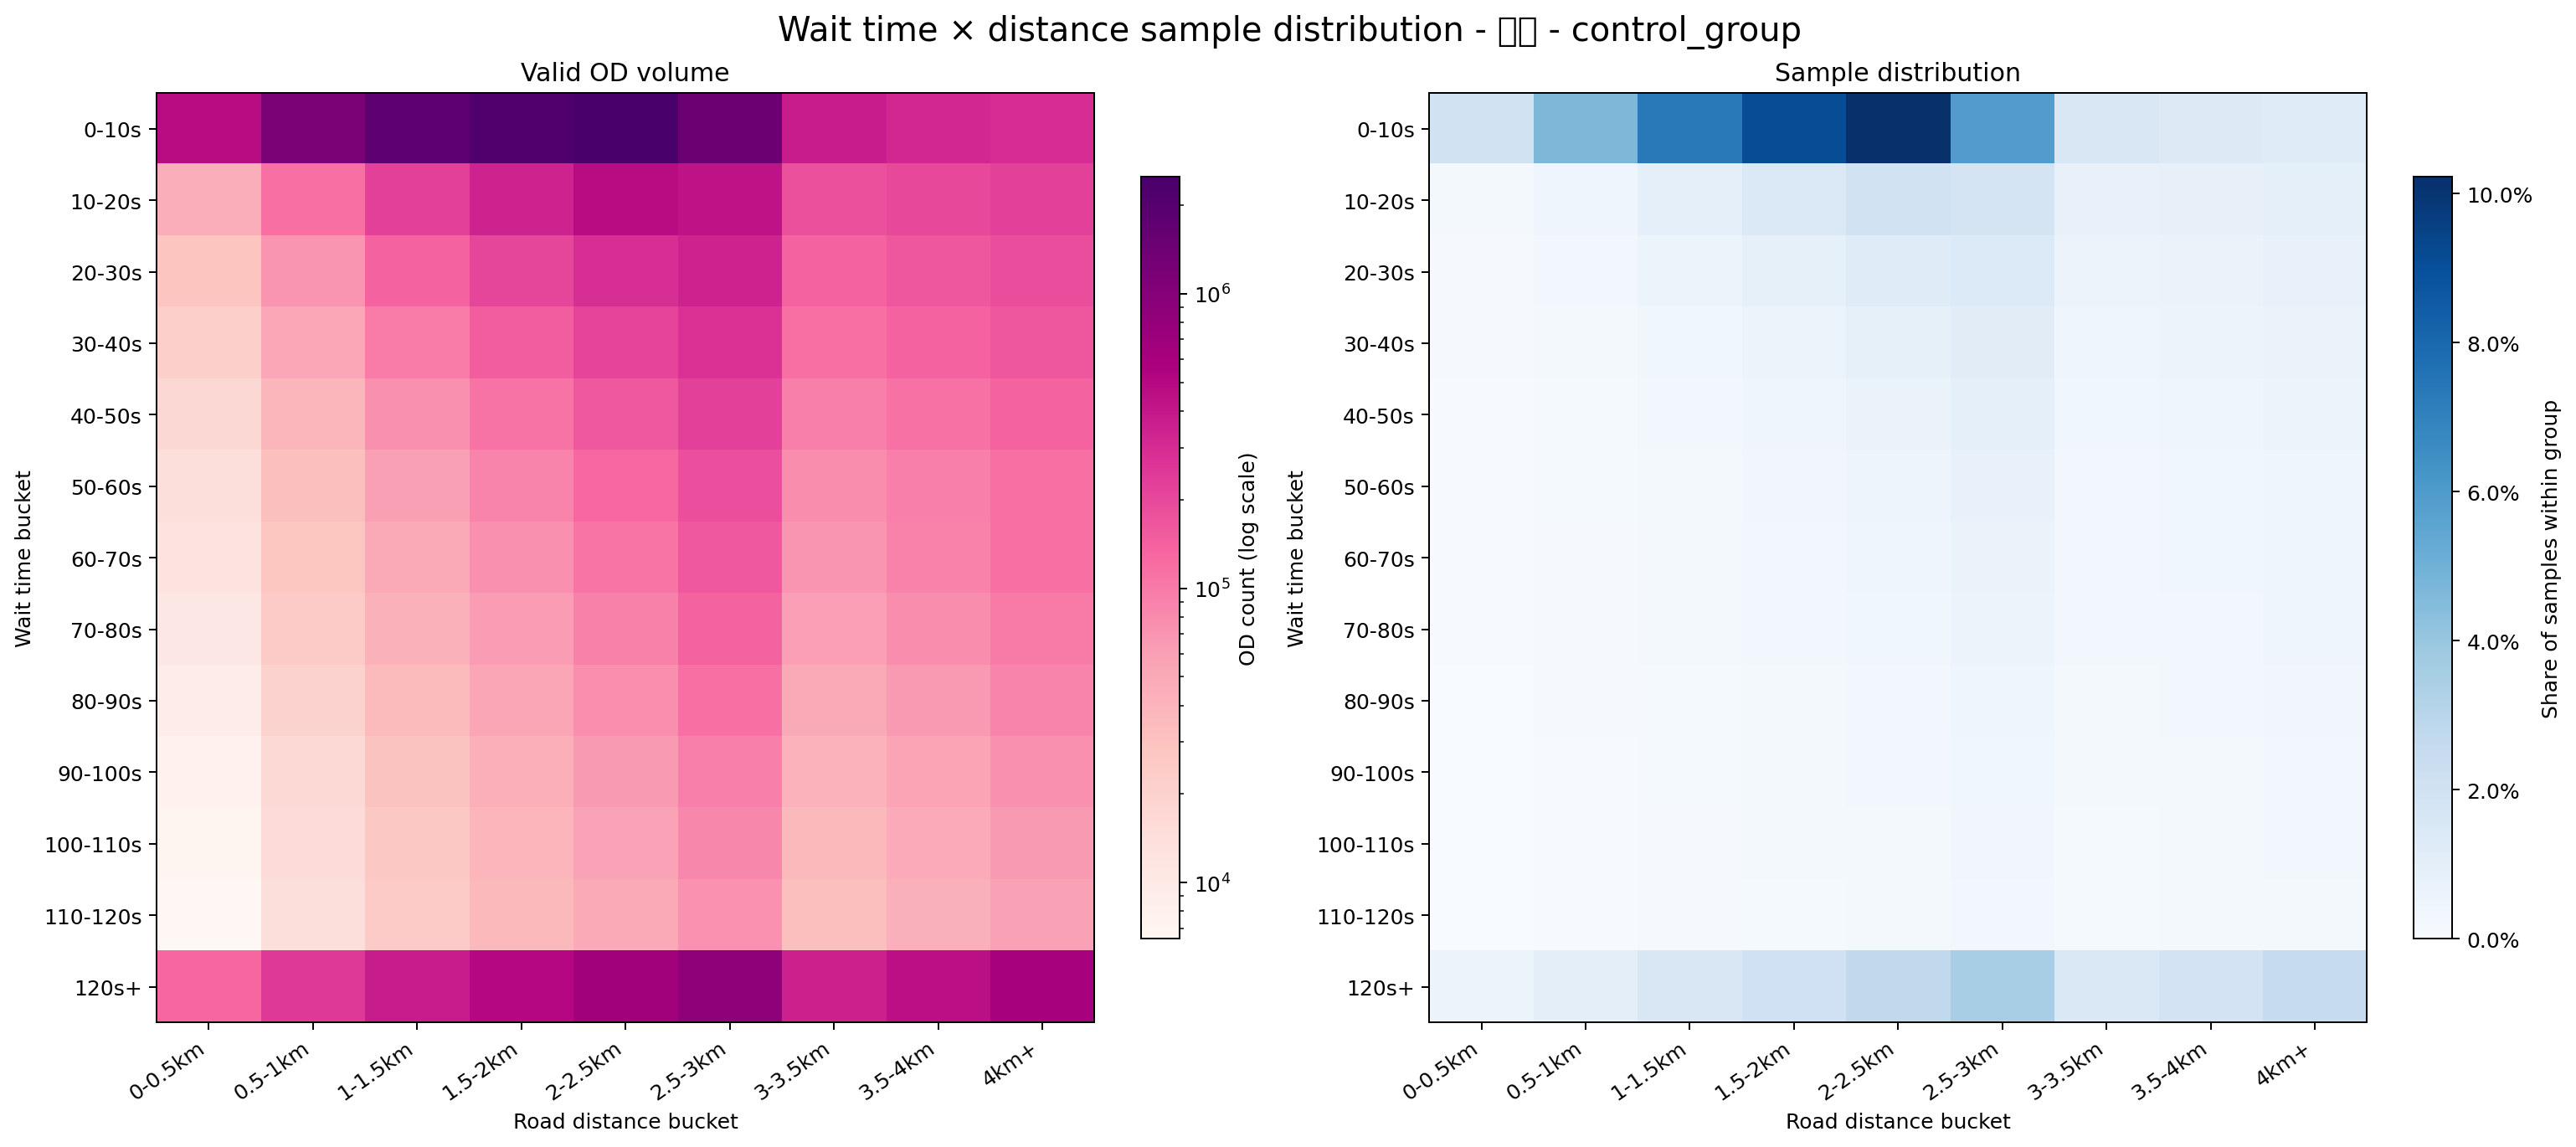 Wait time × distance sample distribution - - control_group
Valid OD volume
0-10s
10-20s
20-30s
30-40s
40-50s
50-60s
60-70s
70-80s
80-90s
90-100s
100-110s
110-120s
120s+
Wait time bucket
0-0.5km
0.5-1km
1-1.5km
1.5-2km
2-2.5km
2.5-3km
3-3.5km
3.5-4km
4km+
Road distance bucket
10⁶
10⁵
10⁴
OD count (log scale)
Sample distribution
0-10s
10-20s
20-30s
30-40s
40-50s
50-60s
60-70s
70-80s
80-90s
90-100s
100-110s
110-120s
120s+
Wait time bucket
0-0.5km
0.5-1km
1-1.5km
1.5-2km
2-2.5km
2.5-3km
3-3.5km
3.5-4km
4km+
Road distance bucket
10.0%
8.0%
6.0%
4.0%
2.0%
0.0%
Share of samples within group